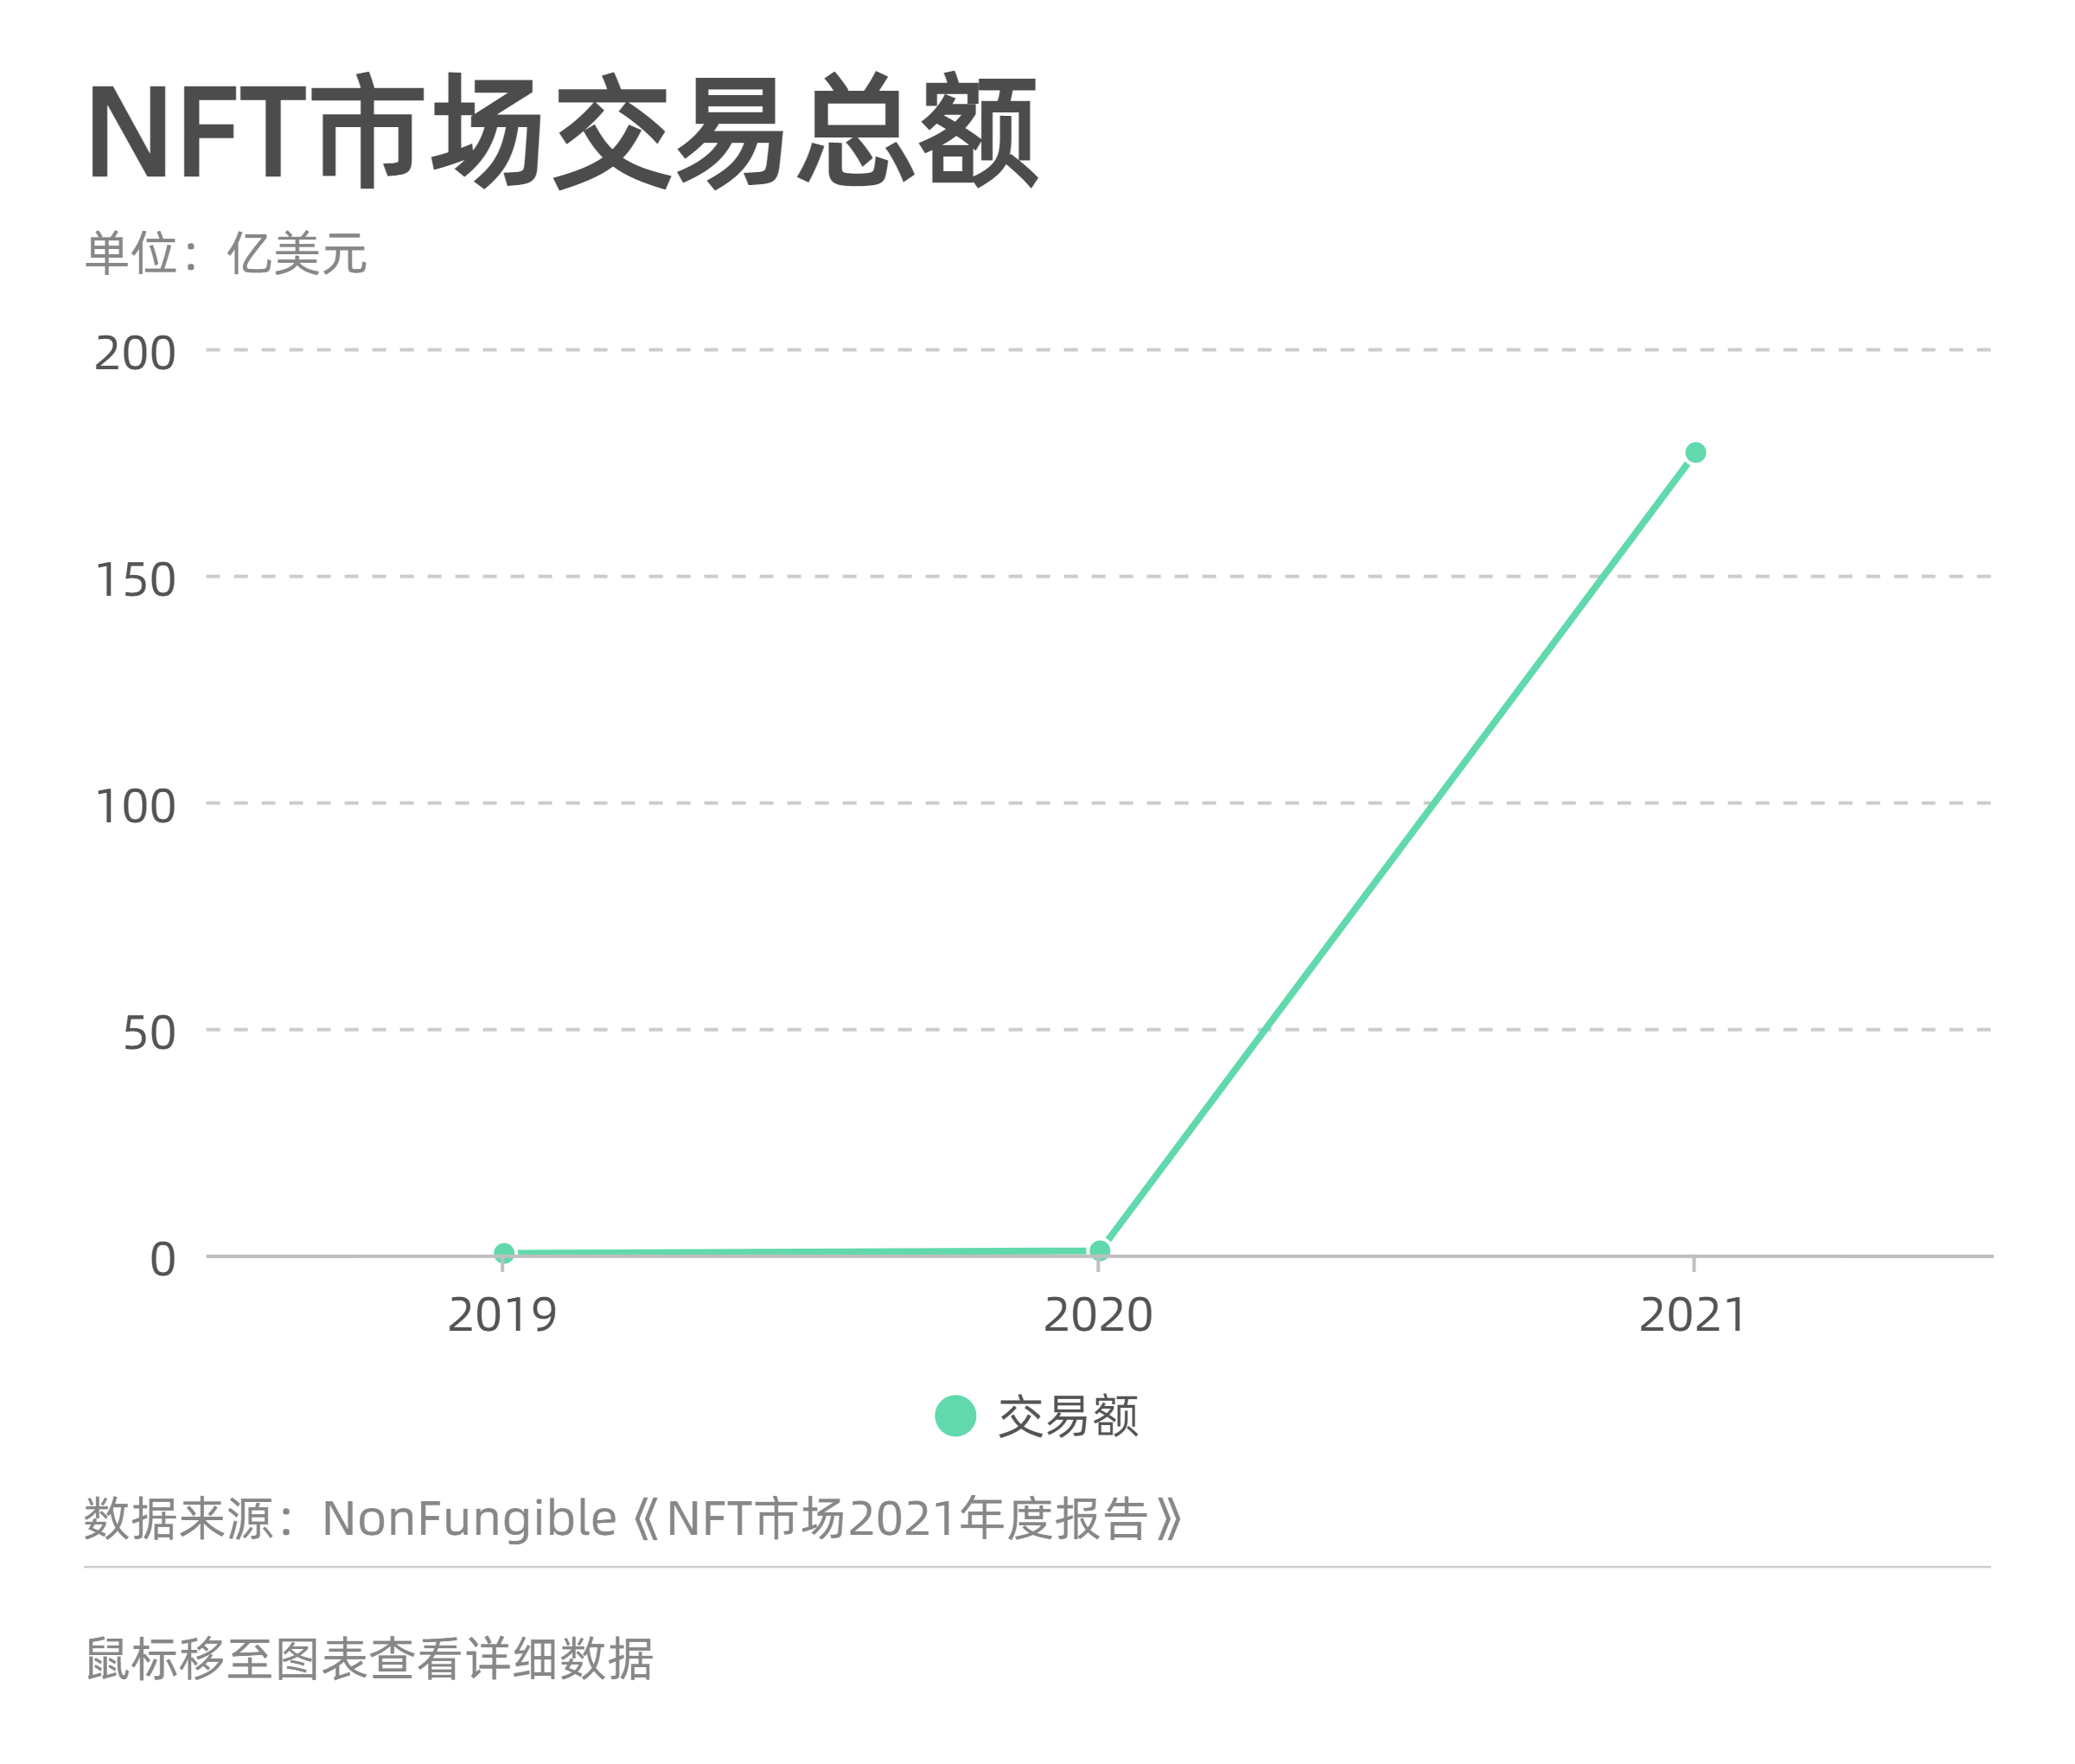 NFT市场交易总额
单位：亿美元
200
150
100
50
0
2019 2020 2021
交易额
数据来源：NonFungible《NFT市场2021年度报告》
鼠标移至图表查看详细数据